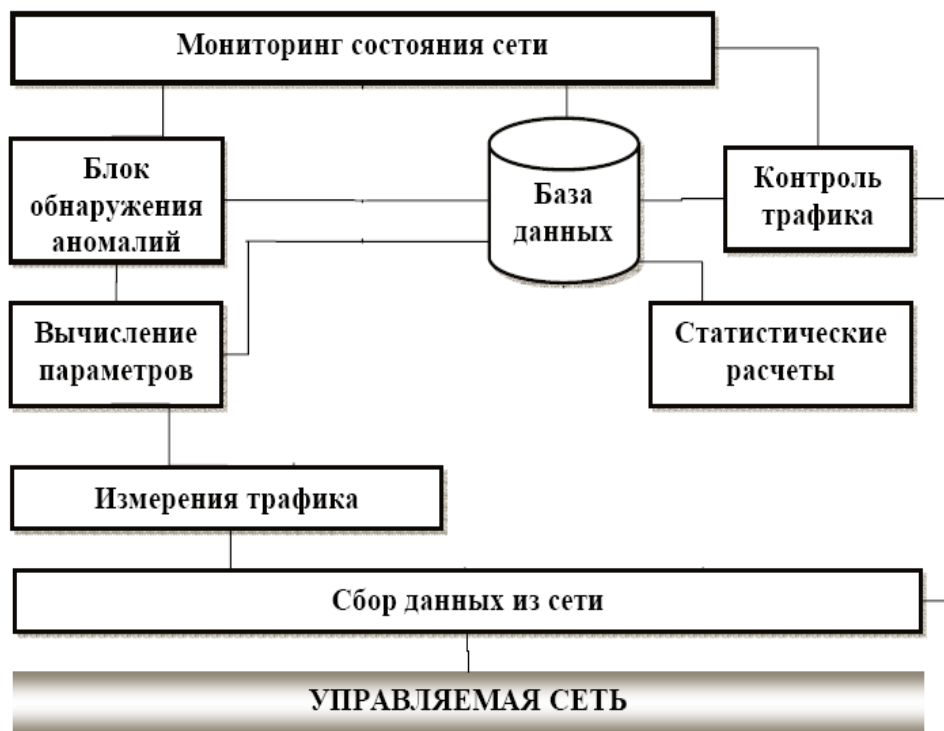 Мониторинг состояния сети
Блок
обнаружения
аномалий
База
данных
Контроль
трафика
Вычисление
параметров
Статистические
расчеты
Измерения трафика
Сбор данных из сети
УПРАВЛЯЕМАЯ СЕТЬ